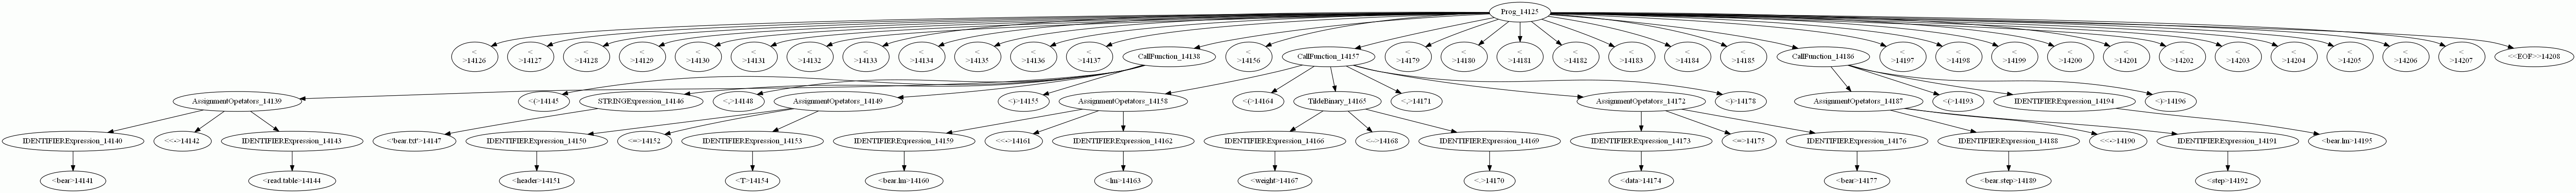 Prog_14125
<
>14126
<
>14127
<
>14128
<
>14129
<
>14130
<
>14131
<
>14132
<
>14133
<
>14134
<
>14135
<
>14136
<
>14137
CallFunction_14138
<
>14156
CallFunction_14157
<
>14179
<
>14180
<
>14181
<
>14182
<
>14183
<
>14184
<
>14185
CallFunction_14186
<
>14197
<
>14198
<
>14199
<
>14200
<
>14201
<
>14202
<
>14203
<
>14204
<
>14205
<
>14206
<
>14207
<<EOF>>14208
AssignmentOpetators_14139
<(>14145
STRINGExpression_14146
<,>14148
AssignmentOpetators_14149
<)>14155
AssignmentOpetators_14158
<(>14164
TildeBinary_14165
<,>14171
AssignmentOpetators_14172
<)>14178
AssignmentOpetators_14187
<(>14193
IDENTIFIERExpression_14194
<)>14196
IDENTIFIERExpression_14140
<<->14142
IDENTIFIERExpression_14143
<'bear.txt'>14147
IDENTIFIERExpression_14150
<=>14152
IDENTIFIERExpression_14153
IDENTIFIERExpression_14159
<<->14161
IDENTIFIERExpression_14162
IDENTIFIERExpression_14166
<~>14168
IDENTIFIERExpression_14169
IDENTIFIERExpression_14173
<=>14175
IDENTIFIERExpression_14176
IDENTIFIERExpression_14188
<<->14190
IDENTIFIERExpression_14191
<bear.lm>14195
<bear>14141
<read.table>14144
<header>14151
<T>14154
<bear.lm>14160
<lm>14163
<weight>14167
<.>14170
<data>14174
<bear>14177
<bear.step>14189
<step>14192